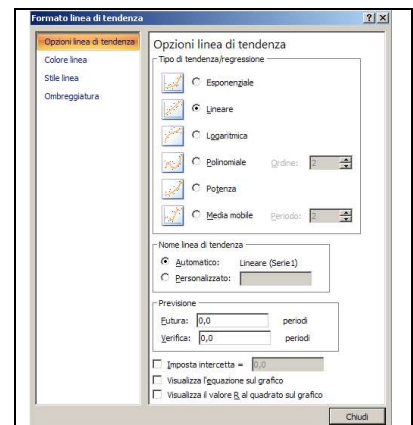 Formato linea di tendenza
Opzioni linea di tendenza
Colore linea
Stile linea
Ombreggiatura
Opzioni linea di tendenza
Tipo di tendenza/regressione
Esponenziale
Lineare
Logaritmica
Polinomiale Ordine: 2
Potenza
Media mobile Periodo: 2
Nome linea di tendenza
Automatico: Lineare (Serie1)
Personalizzato:
Previsione
Futura: 0,0 periodi
Verifica: 0,0 periodi
Imposta intercetta = 0,0
Visualizza l'equazione sul grafico
Visualizza il valore R al quadrato sul grafico
Chiudi